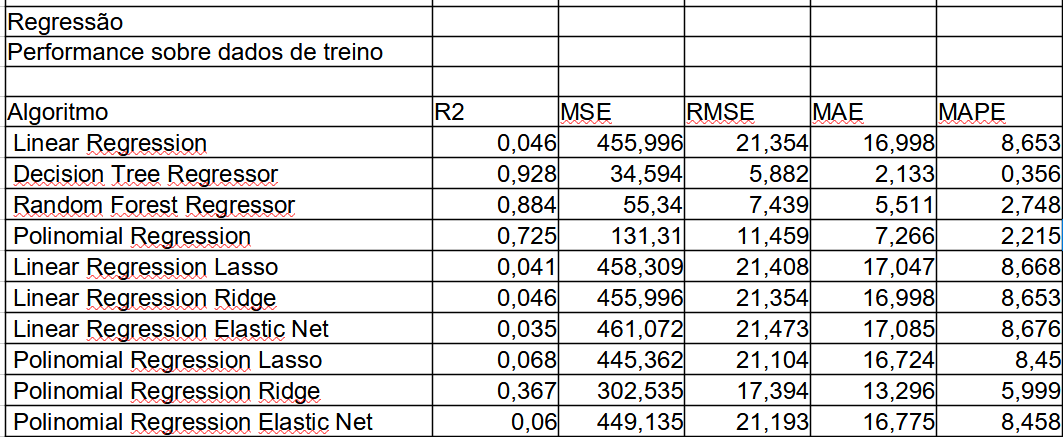 Regressão
Performance sobre dados de treino
Algoritmo R2 MSE RMSE MAE MAPE
Linear Regression 0,046 455,996 21,354 16,998 8,653
Decision Tree Regressor 0,928 34,594 5,882 2,133 0,356
Random Forest Regressor 0,884 55,34 7,439 5,511 2,748
Polinomial Regression 0,725 131,31 11,459 7,266 2,215
Linear Regression Lasso 0,041 458,309 21,408 17,047 8,668
Linear Regression Ridge 0,046 455,996 21,354 16,998 8,653
Linear Regression Elastic Net 0,035 461,072 21,473 17,085 8,676
Polinomial Regression Lasso 0,068 445,362 21,104 16,724 8,45
Polinomial Regression Ridge 0,367 302,535 17,394 13,296 5,999
Polinomial Regression Elastic Net 0,06 449,135 21,193 16,775 8,458